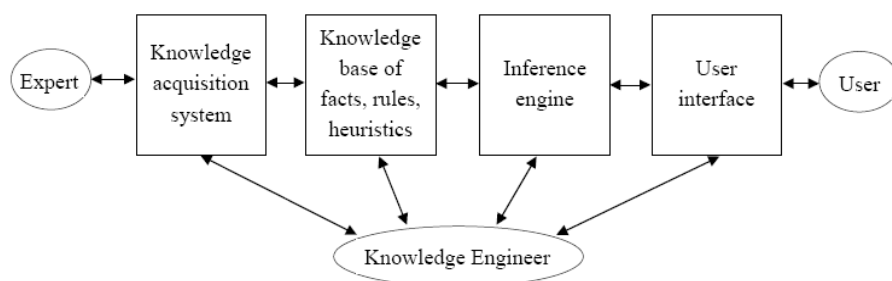 Expert
Knowledge
acquisition
system
Knowledge
base of
facts, rules,
heuristics
Inference
engine
User
interface
User
Knowledge Engineer